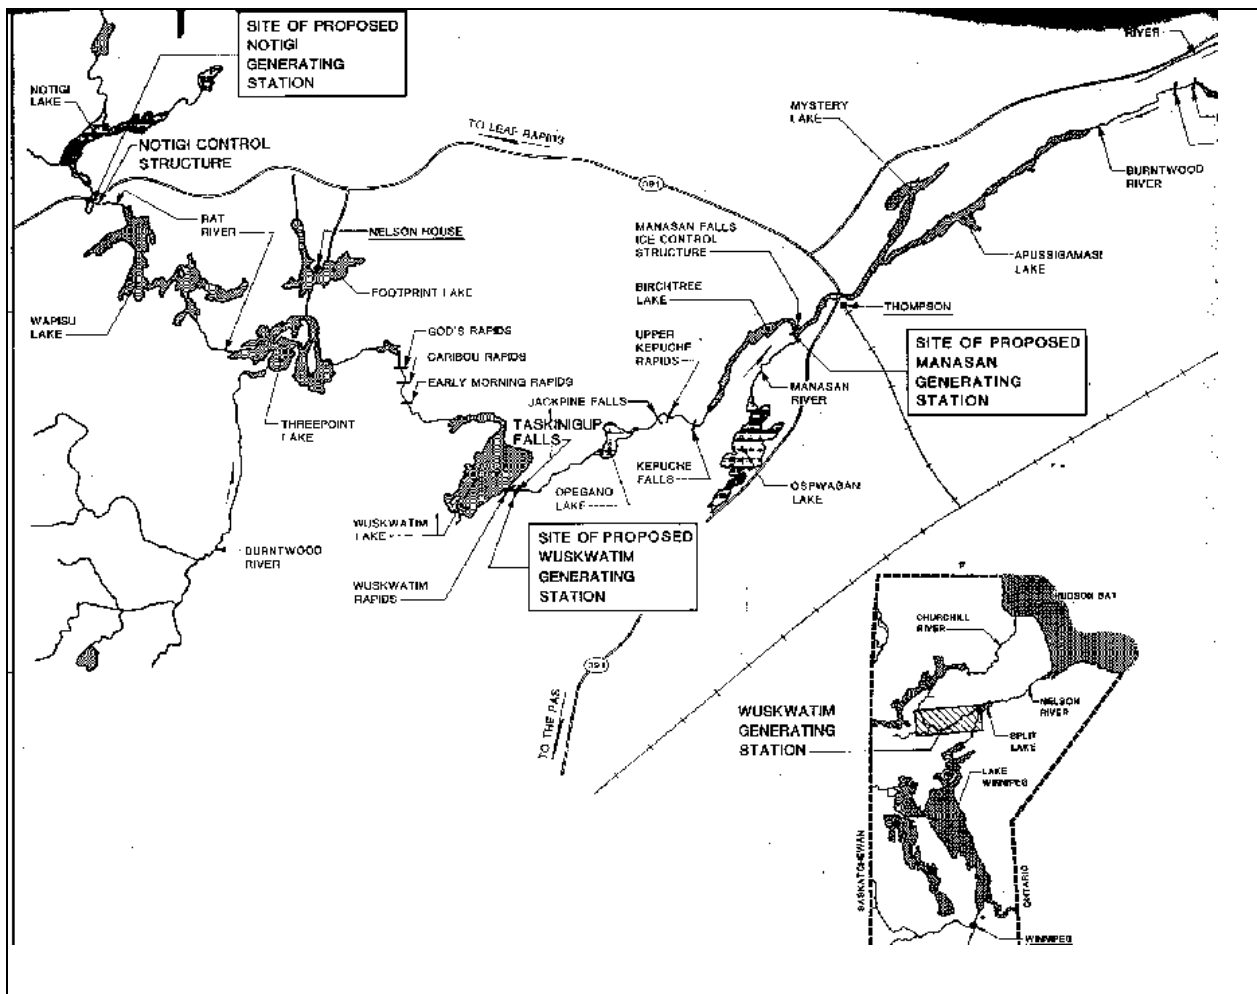 SITE OF PROPOSED
NOTIGI
GENERATING
STATION
NOTIGI
LAKE
NOTIGI CONTROL
STRUCTURE
RAT
RIVER
NELSON HOUSE
FOOTPRINT LAKE
WAPISU
LAKE
GOD'S RAPIDS
CARIBOU RAPIDS
EARLY MORNING RAPIDS
THREEPOINT
LAKE
TO LEAF RAPIDS
391
RIVER
MYSTERY
LAKE
BURNTWOOD
RIVER
MANASAN FALLS
ICE CONTROL
STRUCTURE
APUSSIGAMASI
LAKE
BIRCHTREE
LAKE
THOMPSON
UPPER
KEPUCHE
RAPIDS
SITE OF PROPOSED
MANASAN
GENERATING
STATION
MANASAN
RIVER
JACKPINE FALLS
TASKINIGUP
FALLS
KEPUCHE
FALLS
OSPWAGAN
LAKE
OPEGANO
LAKE
WUSKWATIM
LAKE
BURNTWOOD
RIVER
WUSKWATIM
RAPIDS
SITE OF PROPOSED
WUSKWATIM
GENERATING
STATION
391
TO THE PAS
HUDSON BAY
CHURCHILL
RIVER
NELSON
RIVER
WUSKWATIM
GENERATING
STATION
SPLIT
LAKE
LAKE
WINNIPEG
SASKATCHEWAN
ONTARIO
WINNIPEG